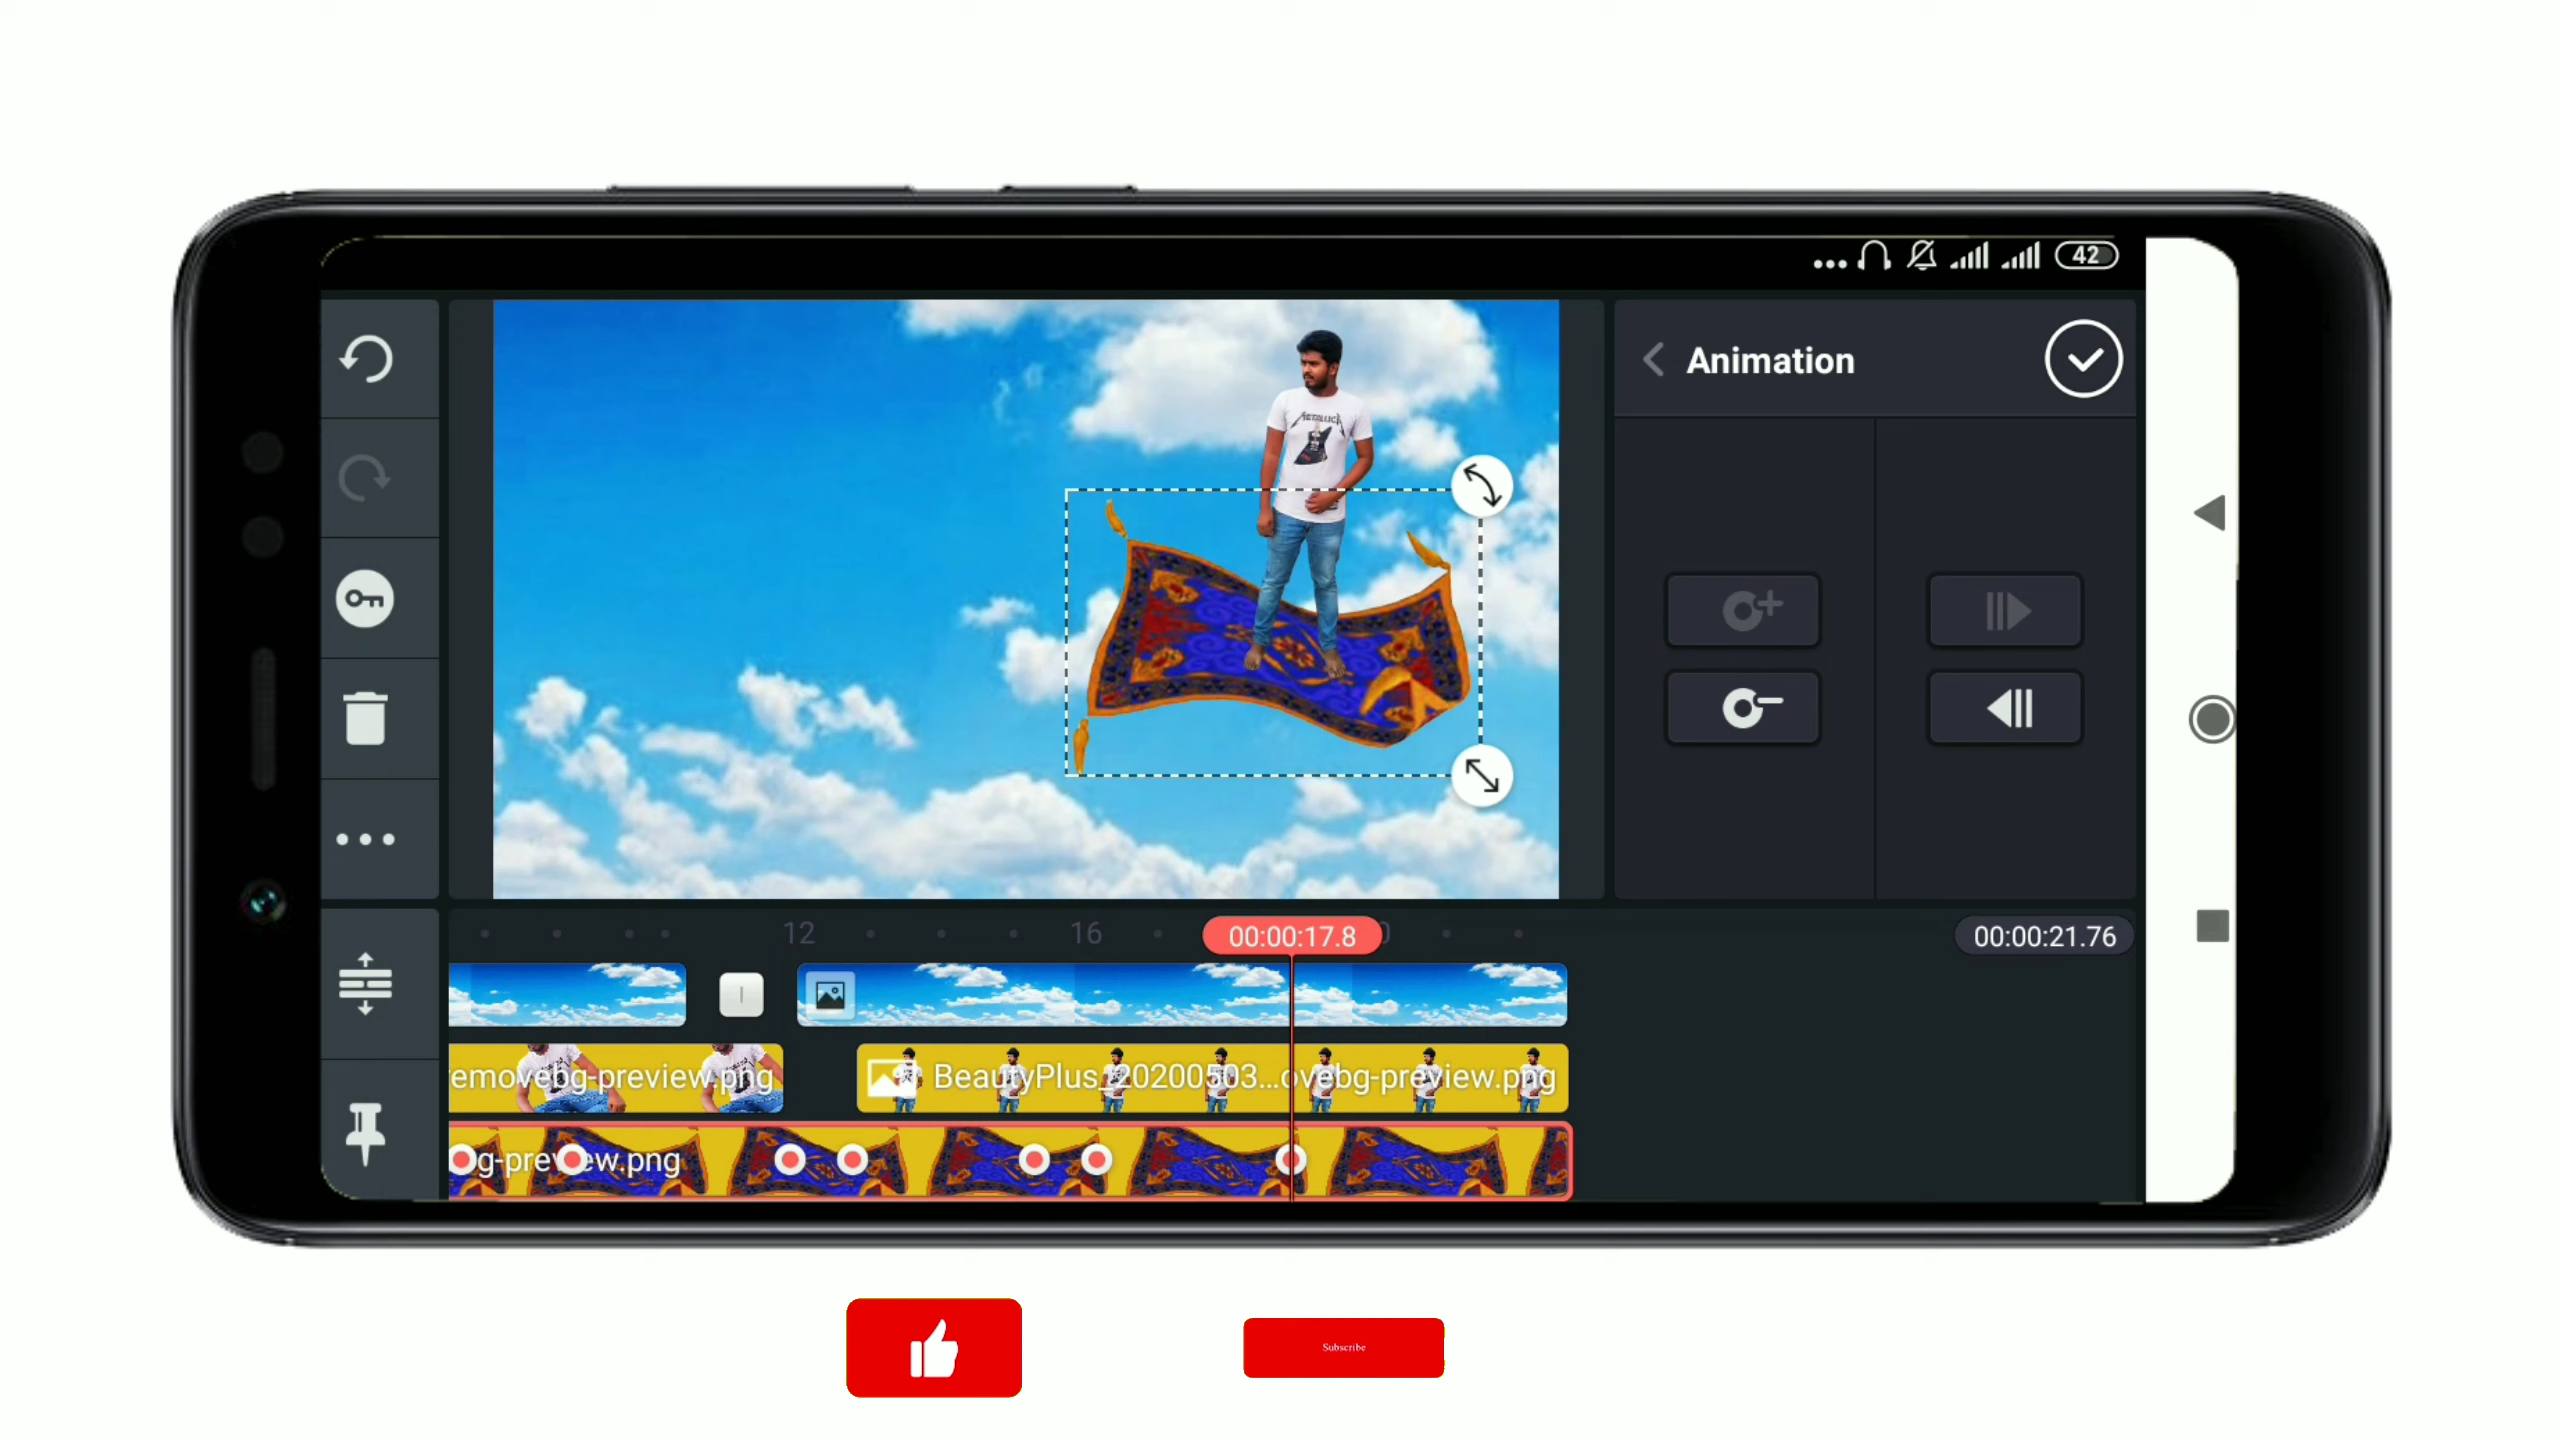 42
Animation
METALLICA
12
16
00:00:17.8
00:00:21.76
emovebg-preview.png
BeautyPlus_20200503...ovebg-preview.png
g-preview.png
Subscribe